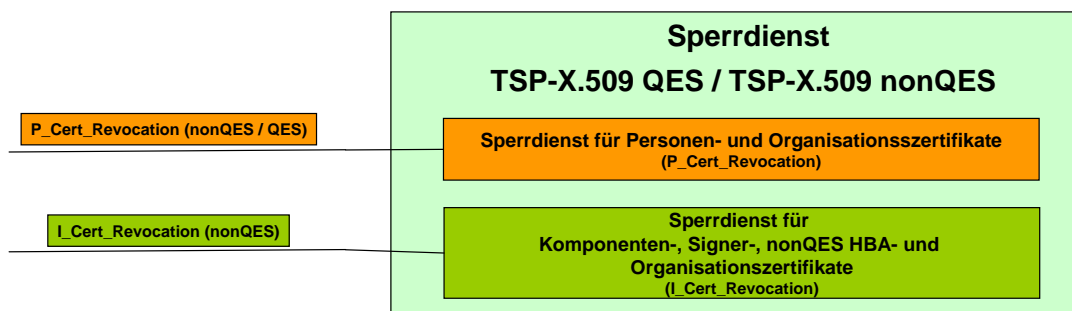 Sperrdienst
TSP-X.509 QES / TSP-X.509 nonQES
P_Cert_Revocation (nonQES / QES)
Sperrdienst für Personen- und Organisationsszertifikate
(P_Cert_Revocation)
I_Cert_Revocation (nonQES)
Sperrdienst für
Komponenten-, Signer-, nonQES HBA- und
Organisationszertifikate
(I_Cert_Revocation)